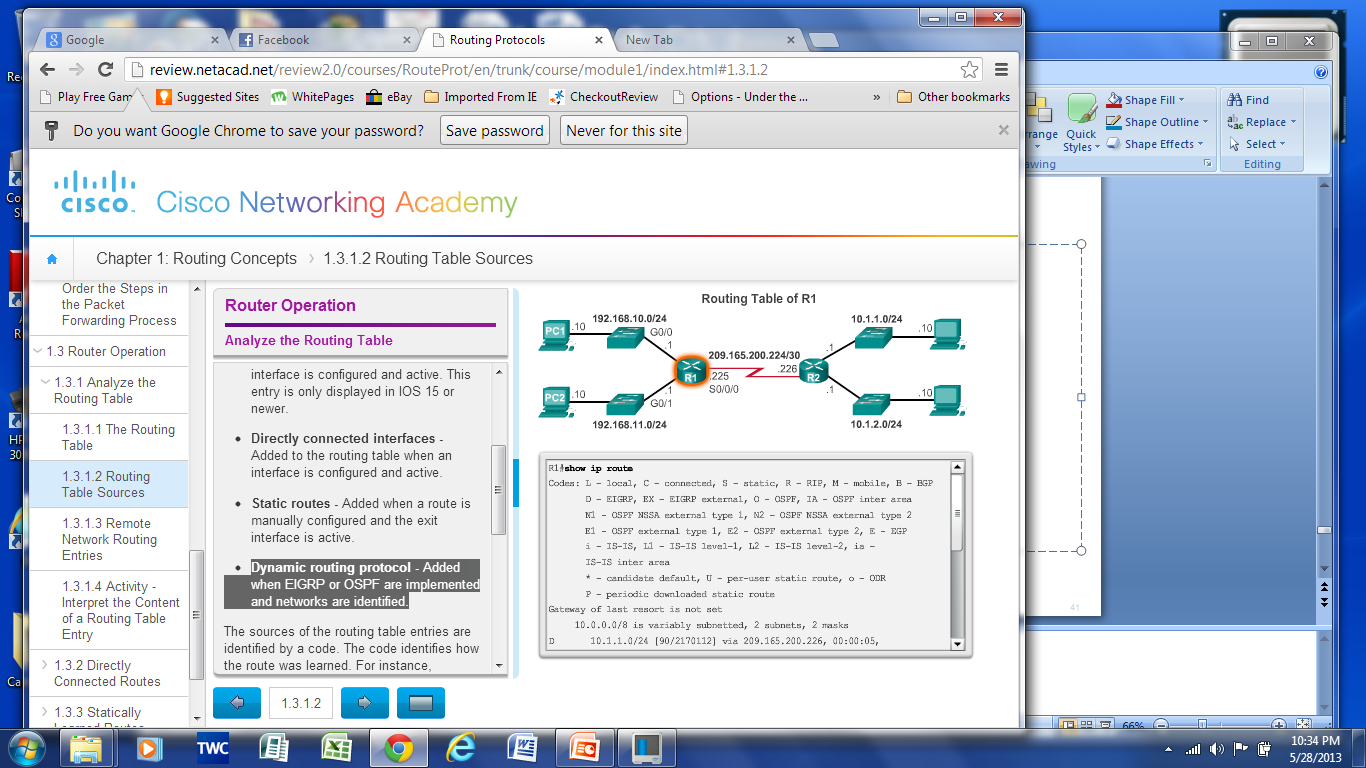 Google
Facebook
Routing Protocols
New Tab
review.netacad.net/review2.0/courses/RouteProt/en/trunk/course/module1/index.html#1.3.1.2
Play Free Gam
Suggested Sites
WhitePages
eBay
Imported From IE
CheckoutReview
Options - Under the ...
»
Other bookmarks
Do you want Google Chrome to save your password?
Save password
Never for this site
CISCO
Cisco Networking Academy
Chapter 1: Routing Concepts
1.3.1.2 Routing Table Sources
Order the Steps in
the Packet
Forwarding Process
1.3 Router Operation
1.3.1 Analyze the
Routing Table
1.3.1.1 The Routing
Table
1.3.1.2 Routing
Table Sources
1.3.1.3 Remote
Network Routing
Entries
1.3.1.4 Activity -
Interpret the Content
of a Routing Table
Entry
1.3.2 Directly
Connected Routes
1.3.3 Statically
Learned Routes
Router Operation
Analyze the Routing Table
interface is configured and active. This
entry is only displayed in IOS 15 or
newer.
• Directly connected interfaces -
Added to the routing table when an
interface is configured and active.
• Static routes - Added when a route is
manually configured and the exit
interface is active.
• Dynamic routing protocol - Added
when EIGRP or OSPF are implemented
and networks are identified.
The sources of the routing table entries are
identified by a code. The code identifies how
the route was learned. For instance,
1.3.1.2
Routing Table of R1
192.168.10.0/24
10.1.1.0/24
PC1
.10
G0/0
.1
209.165.200.224/30
.1
.10
R1
.225
S0/0/0
.226
R2
PC2
.10
.1
G0/1
.1
.10
192.168.11.0/24
10.1.2.0/24
R1#show ip route
Codes: L - local, C - connected, S - static, R - RIP, M - mobile, B - BGP
D - EIGRP, EX - EIGRP external, O - OSPF, IA - OSPF inter area
N1 - OSPF NSSA external type 1, N2 - OSPF NSSA external type 2
E1 - OSPF external type 1, E2 - OSPF external type 2, E - EGP
i - IS-IS, L1 - IS-IS level-1, L2 - IS-IS level-2, ia -
IS-IS inter area
* - candidate default, U - per-user static route, o - ODR
P - periodic downloaded static route
Gateway of last resort is not set
10.0.0.0/8 is variably subnetted, 2 subnets, 2 masks
D 10.1.1.0/24 [90/2170112] via 209.165.200.226, 00:00:05,
Quick
Styles
Shape Fill
Shape Outline
Shape Effects
Find
Replace
Select
Editing
41
66%
TWC
10:34 PM
5/28/2013